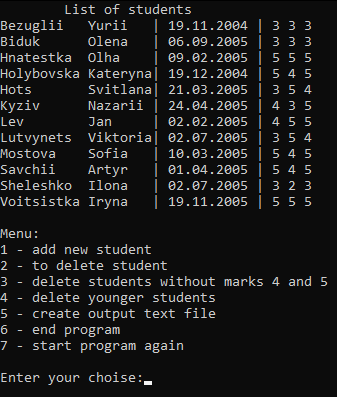 List of students
Bezuglii Yurii | 19.11.2004 | 3 3 3
Biduk Olena | 06.09.2005 | 3 3 3
Hnatestka Olha | 09.02.2005 | 5 5 5
Holybovska Kateryna| 19.12.2004 | 5 4 5
Hots Svitlana| 21.03.2005 | 3 5 4
Kyziv Nazarii | 24.04.2005 | 4 3 5
Lev Jan | 02.02.2005 | 4 5 5
Lutvynets Viktoria| 02.07.2005 | 3 5 4
Mostova Sofia | 10.03.2005 | 5 4 5
Savchii Artyr | 01.04.2005 | 5 4 5
Sheleshko Ilona | 02.07.2005 | 3 2 3
Voitsistka Iryna | 19.11.2005 | 5 5 5
Menu:
1 - add new student
2 - to delete student
3 - delete students without marks 4 and 5
4 - delete younger students
5 - create output text file
6 - end program
7 - start program again
Enter your choise: